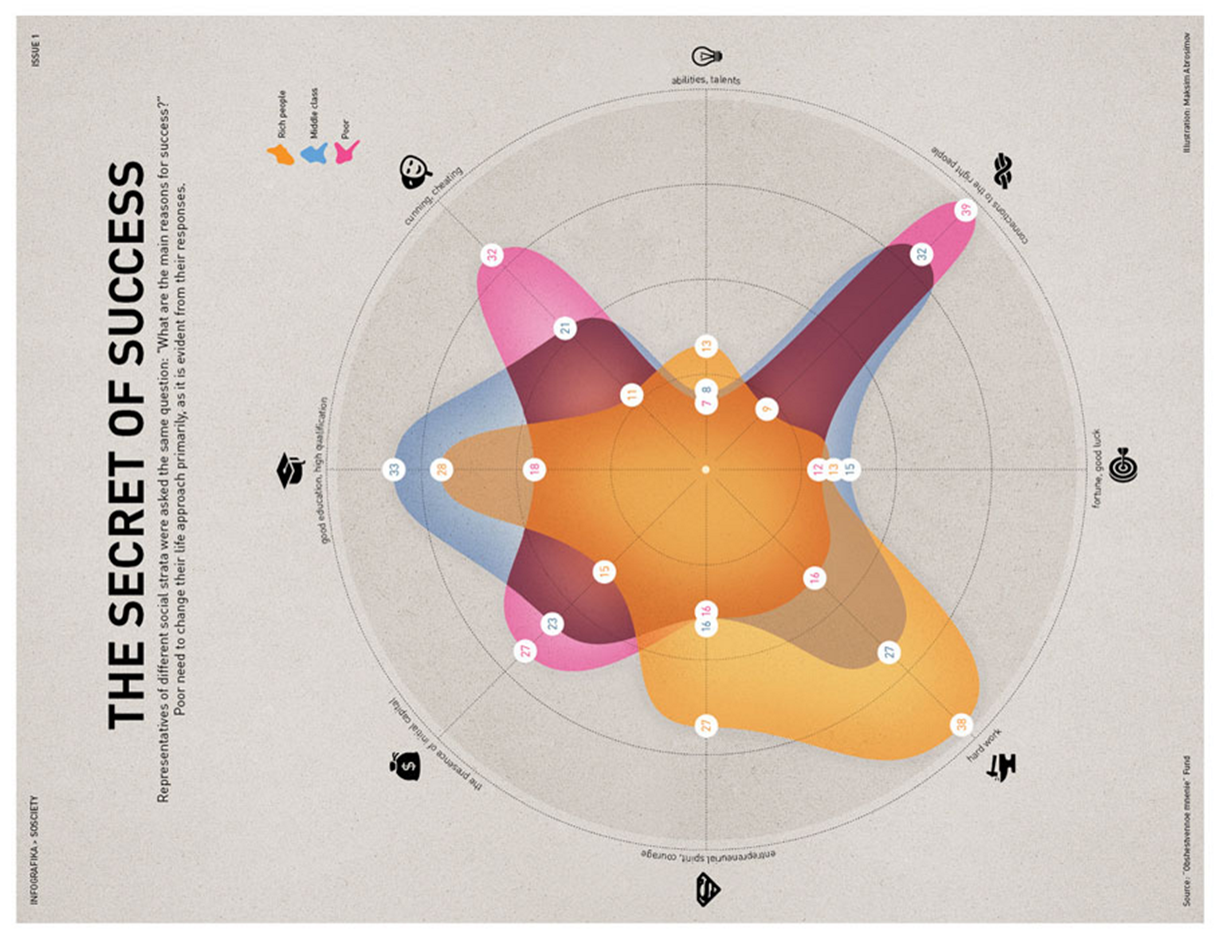 INFOGRAFIKA > SOSCIETY
ISSUE 1
THE SECRET OF SUCCESS
Representatives of different social strata were asked the same question: "What are the main reasons for success?"
Poor need to change their life approach primarily, as it is evident from their responses.
Rich people
Middle class
Poor
good education, high qualification
33
28
18
cunning, cheating
32
21
11
abilities, talents
13
8
7
connections to the right people
39
32
9
fortune, good luck
12
13
15
hard work
38
27
16
entrepreneurial spirit, courage
27
16
16
the presence of initial capital
27
23
15
Source: "Obshestvennoe mnenie" Fund
Illustration: Maksim Abrosimov